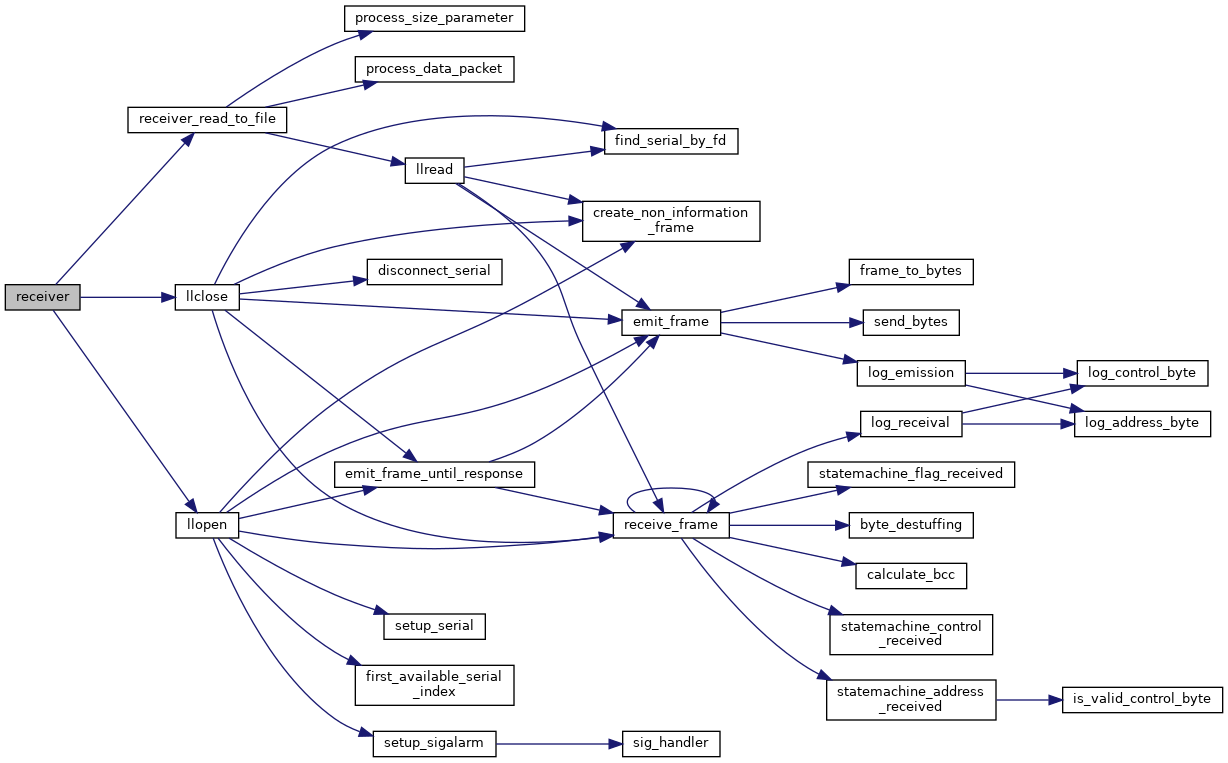 process_size_parameter
process_data_packet
receiver_read_to_file
find_serial_by_fd
llread
create_non_information
_frame
disconnect_serial
frame_to_bytes
receiver
llclose
emit_frame
send_bytes
log_emission
log_control_byte
log_receival
log_address_byte
emit_frame_until_response
statemachine_flag_received
llopen
receive_frame
byte_destuffing
calculate_bcc
setup_serial
statemachine_control
_received
first_available_serial
_index
statemachine_address
_received
is_valid_control_byte
setup_sigalarm
sig_handler